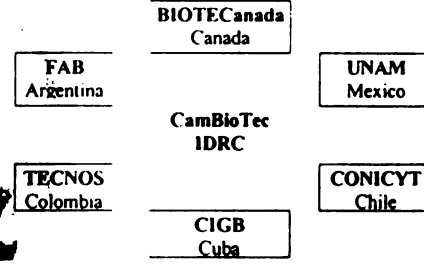 BIOTECanada
Canada
FAB
Argentina
UNAM
Mexico
CamBioTec
IDRC
TECNOS
Colombia
CONICYT
Chile
CIGB
Cuba